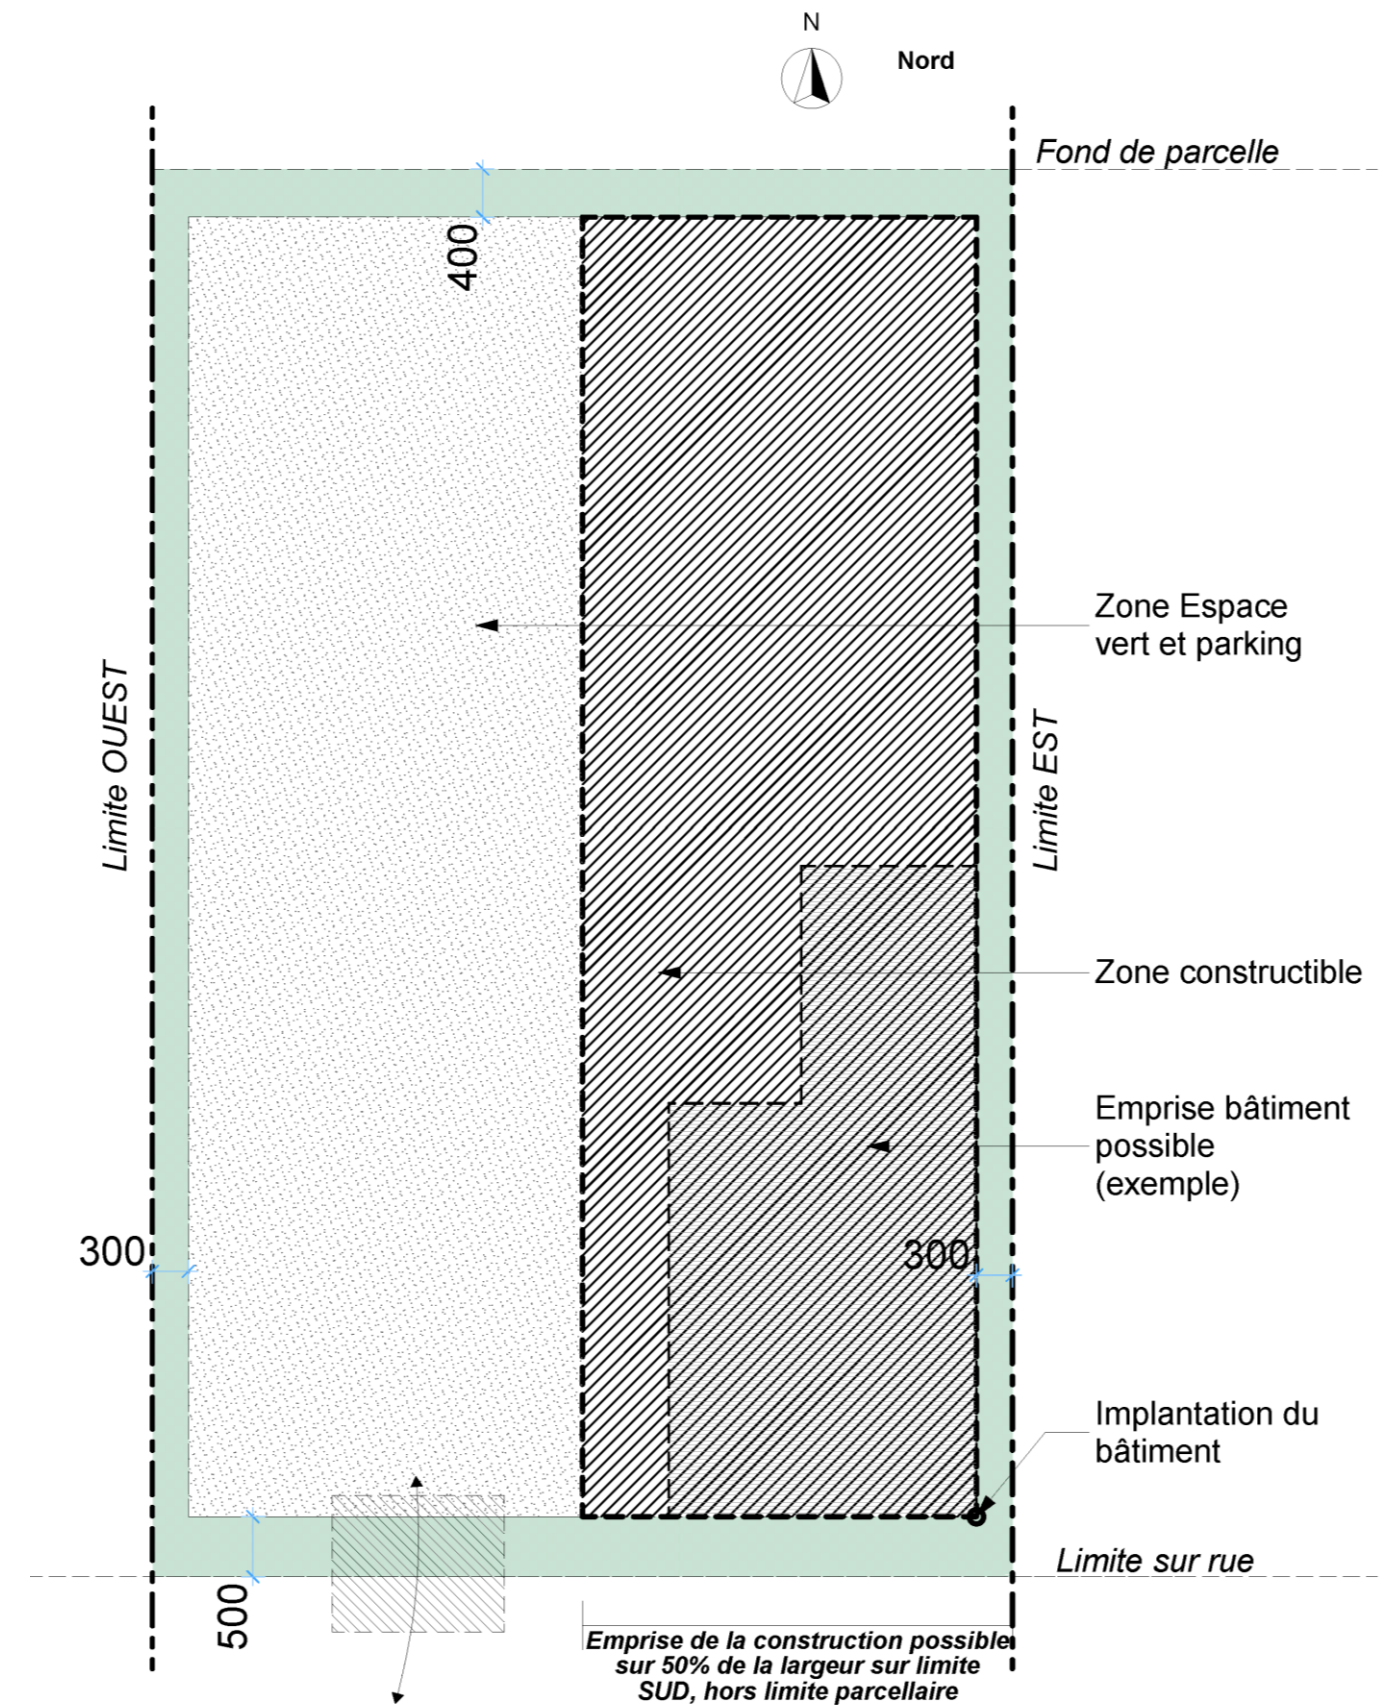 N
Nord
Fond de parcelle
400
Zone Espace
vert et parking
Limite OUEST
Limite EST
Zone constructible
Emprise bâtiment
possible
(exemple)
300
300
Implantation du
bâtiment
Limite sur rue
500
Emprise de la construction possible
sur 50% de la largeur sur limite
SUD, hors limite parcellaire